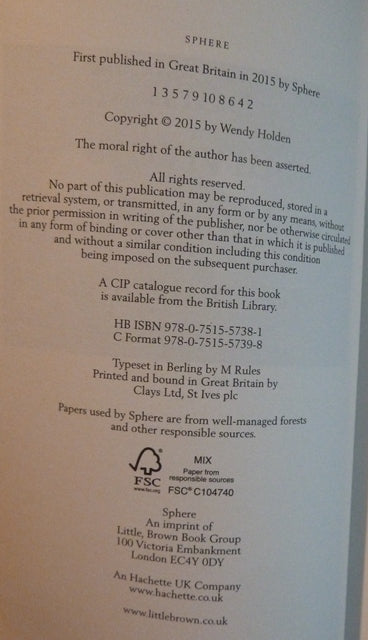 SPHERE
First published in Great Britain in 2015 by Sphere
1 3 5 7 9 10 8 6 4 2
Copyright © 2015 by Wendy Holden
The moral right of the author has been asserted.
All rights reserved.
No part of this publication may be reproduced, stored in a
retrieval system, or transmitted, in any form or by any means, without
the prior permission in writing of the publisher, nor be otherwise circulated
in any form of binding or cover other than that in which it is published
and without a similar condition including this condition
being imposed on the subsequent purchaser.
A CIP catalogue record for this book
is available from the British Library.
HB ISBN 978-0-7515-5738-1
C Format 978-0-7515-5739-8
Typeset in Berling by M Rules
Printed and bound in Great Britain by
Clays Ltd, St Ives plc
Papers used by Sphere are from well-managed forests
and other responsible sources.
FSC
www.fsc.org
MIX
Paper from
responsible sources
FSC® C104740
Sphere
An imprint of
Little, Brown Book Group
100 Victoria Embankment
London EC4Y 0DY
An Hachette UK Company
www.hachette.co.uk
www.littlebrown.co.uk